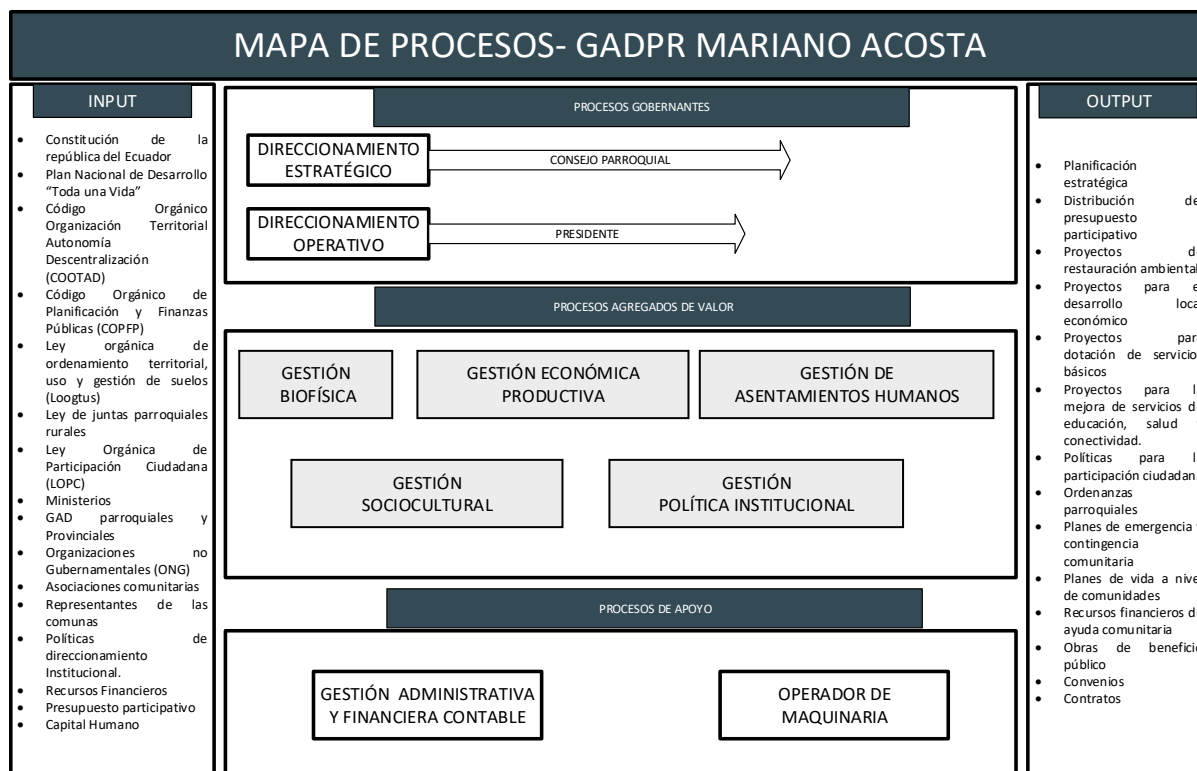 MAPA DE PROCESOS- GADPR MARIANO ACOSTA
INPUT
• Constitución de la
república del Ecuador
• Plan Nacional de Desarrollo
“Toda una Vida”
• Código Orgánico
Organización Territorial
Autonomía
Descentralización
(COOTAD)
• Código Orgánico de
Planificación y Finanzas
Públicas (COPFP)
• Ley orgánica de
ordenamiento territorial,
uso y gestión de suelos
(Loogtus)
• Ley de juntas parroquiales
rurales
• Ley Orgánica de
Participación Ciudadana
(LOPC)
• Ministerios
• GAD parroquiales y
Provinciales
• Organizaciones no
Gubernamentales (ONG)
• Asociaciones comunitarias
• Representantes de las
comunas
• Políticas de
direccionamiento
Institucional.
• Recursos Financieros
• Presupuesto participativo
• Capital Humano
PROCESOS GOBERNANTES
DIRECCIONAMIENTO
ESTRATÉGICO
CONSEJO PARROQUIAL
DIRECCIONAMIENTO
OPERATIVO
PRESIDENTE
PROCESOS AGREGADOS DE VALOR
GESTIÓN
BIOFÍSICA
GESTIÓN ECONÓMICA
PRODUCTIVA
GESTIÓN DE
ASENTAMIENTOS HUMANOS
GESTIÓN
SOCIOCULTURAL
GESTIÓN
POLÍTICA INSTITUCIONAL
PROCESOS DE APOYO
GESTIÓN ADMINISTRATIVA
Y FINANCIERA CONTABLE
OPERADOR DE
MAQUINARIA
OUTPUT
• Planificación
estratégica
• Distribución de
presupuesto
participativo
• Proyectos de
restauración ambiental
• Proyectos para e
desarrollo loca
económico
• Proyectos par
dotación de servicio
básicos
• Proyectos para l
mejora de servicios de
educación, salud
conectividad.
• Políticas para l
participación ciudadana
• Ordenanzas
parroquiales
• Planes de emergencia y
contingencia
comunitaria
• Planes de vida a nive
de comunidades
• Recursos financieros de
ayuda comunitaria
• Obras de benefici
público
• Convenios
• Contratos